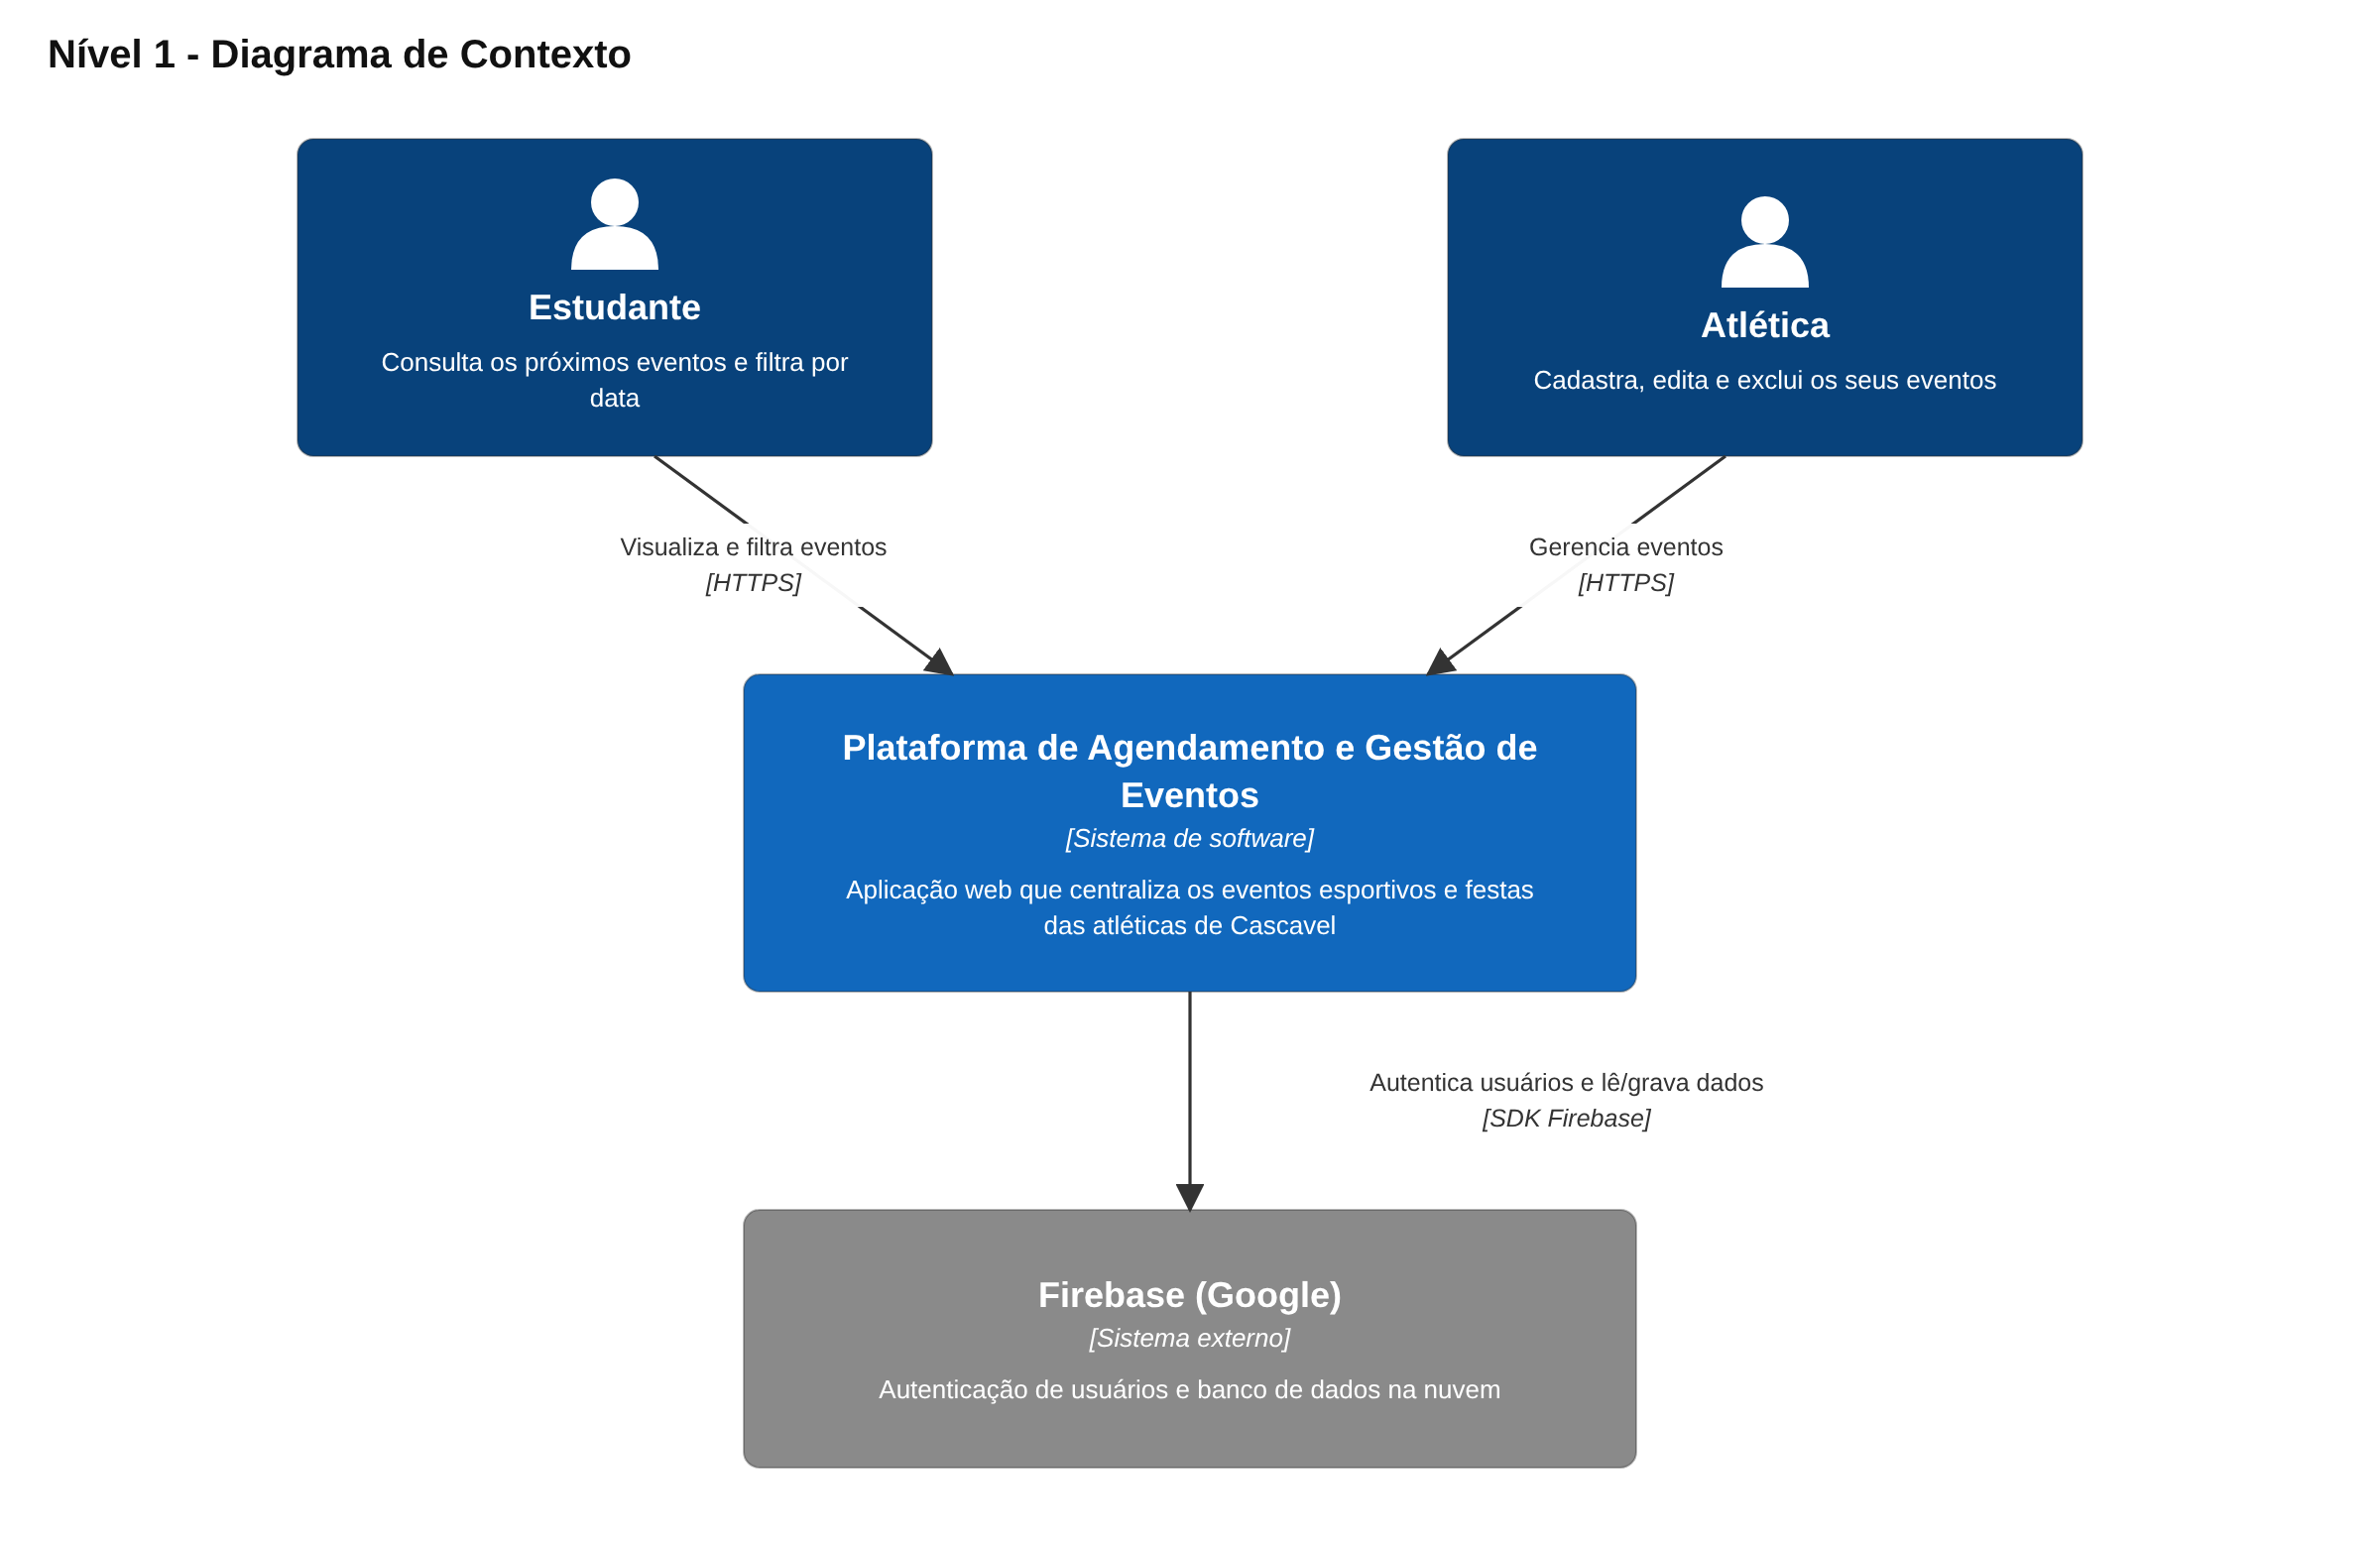 Nível 1 - Diagrama de Contexto
Estudante
Consulta os próximos eventos e filtra por
data
Atlética
Cadastra, edita e exclui os seus eventos
Visualiza e filtra eventos
[HTTPS]
Gerencia eventos
[HTTPS]
Plataforma de Agendamento e Gestão de
Eventos
[Sistema de software]
Aplicação web que centraliza os eventos esportivos e festas
das atléticas de Cascavel
Autentica usuários e lê/grava dados
[SDK Firebase]
Firebase (Google)
[Sistema externo]
Autenticação de usuários e banco de dados na nuvem